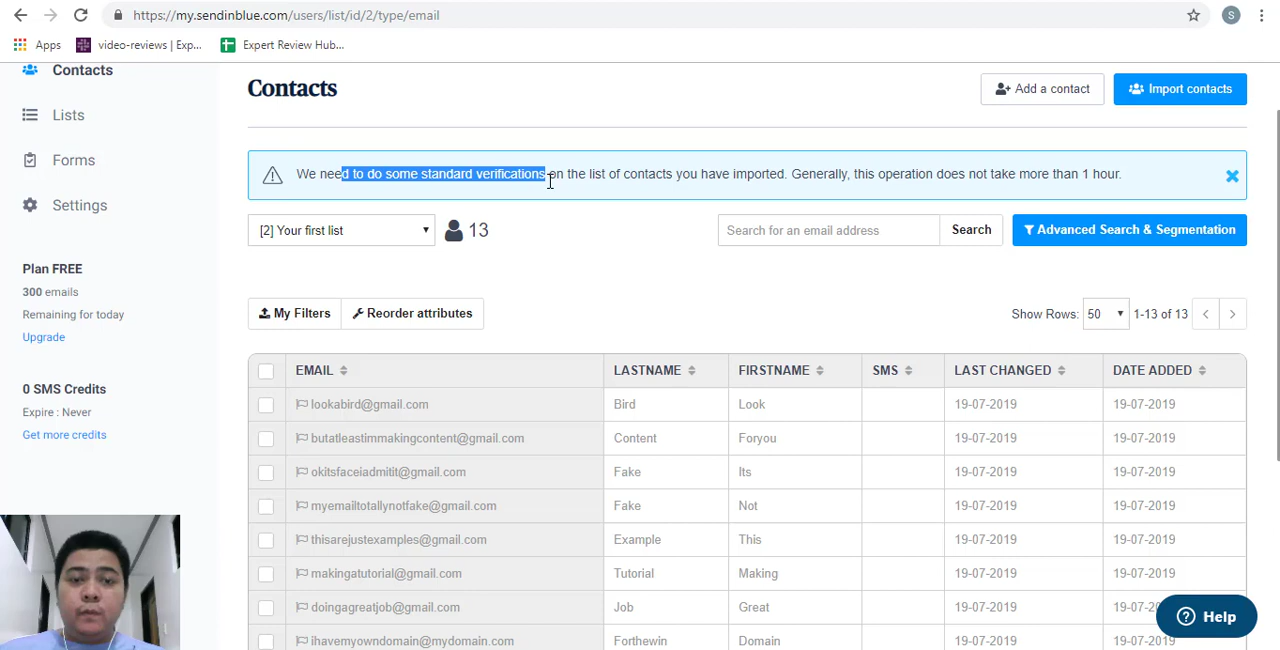 https://my.sendinblue.com/users/list/id/2/type/email
S
Apps
video-reviews | Exp...
Expert Review Hub...
Contacts
Lists
Forms
Settings
Plan FREE
300 emails
Remaining for today
Upgrade
0 SMS Credits
Expire : Never
Get more credits
Contacts
Add a contact
Import contacts
We need to do some standard verifications on the list of contacts you have imported. Generally, this operation does not take more than 1 hour.
[2] Your first list
13
Search for an email address
Search
Advanced Search & Segmentation
My Filters
Reorder attributes
Show Rows: 50
1-13 of 13
EMAIL LASTNAME FIRSTNAME SMS LAST CHANGED DATE ADDED
lookabird@gmail.com Bird Look 19-07-2019 19-07-2019
butatleastimmakingcontent@gmail.com Content Foryou 19-07-2019 19-07-2019
okitsfaceiadmitit@gmail.com Fake Its 19-07-2019 19-07-2019
myemailtotallynotfake@gmail.com Fake Not 19-07-2019 19-07-2019
thisarejustexamples@gmail.com Example This 19-07-2019 19-07-2019
makingatutorial@gmail.com Tutorial Making 19-07-2019 19-07-2019
doingagreatjob@gmail.com Job Great 19-07-2019 19-07-2
ihavemyowndomain@mydomain.com Forthewin Domain 19-07-2019 19-07-2019
Help